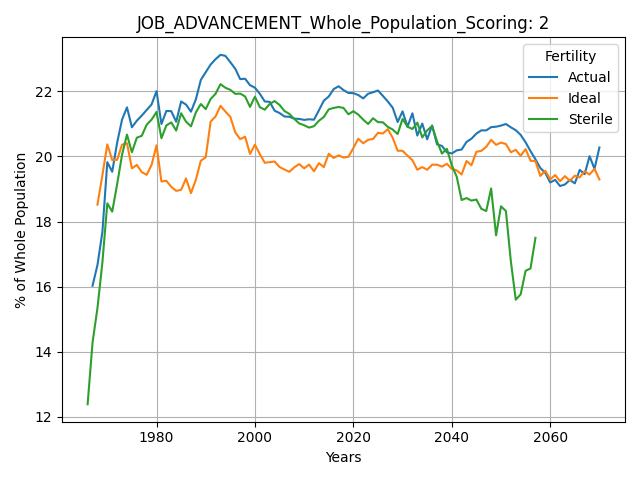 JOB_ADVANCEMENT_Whole_Population_Scoring: 2
Fertility
Actual
Ideal
Sterile
% of Whole Population
22
20
18
16
14
12
1980
2000
2020
2040
2060
Years